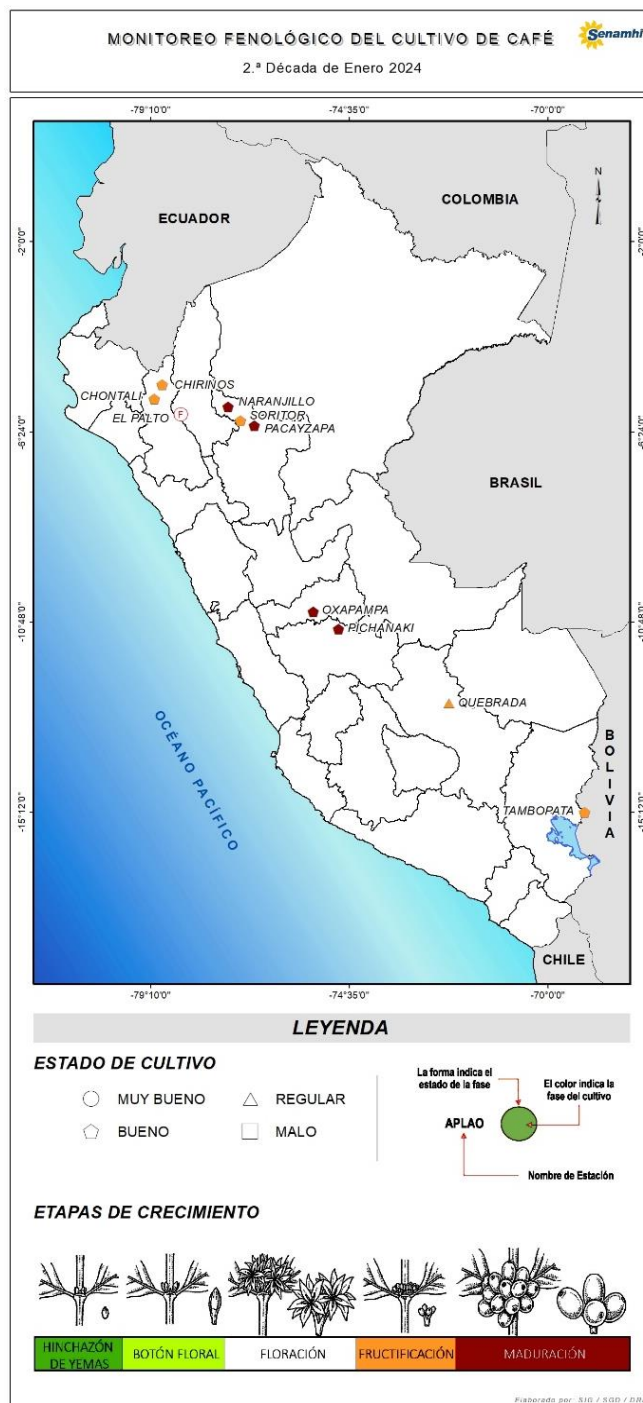 MONITOREO FENOLÓGICO DEL CULTIVO DE CAFÉ
Senamhi
2.ª Década de Enero 2024
-79°10'0" -74°35'0" -70°0'0"
N
COLOMBIA
ECUADOR
-2°0'0" -2°0'0"
CHIRINOS
CHONTALI
NARANJILLO
EL PALTO
F
SORITOR
PACAYZAPA
-6°24'0" -6°24'0"
BRASIL
OXAPAMPA
-10°48'0" -10°48'0"
PICHANAKI
QUEBRADA
OCÉANO PACÍFICO
BOLIVIA
TAMBOPATA
-15°12'0" -15°12'0"
CHILE
-79°10'0" -74°35'0" -70°0'0"
LEYENDA
ESTADO DE CULTIVO
MUY BUENO
REGULAR
BUENO
MALO
La forma indica el
estado de la fase
El color indica la
fase del cultivo
APLAO
Nombre de Estación
ETAPAS DE CRECIMIENTO
HINCHAZÓN
DE YEMAS
BOTÓN FLORAL
FLORACIÓN
FRUCTIFICACIÓN
MADURACIÓN
Elaborado por: SIG / SGD /